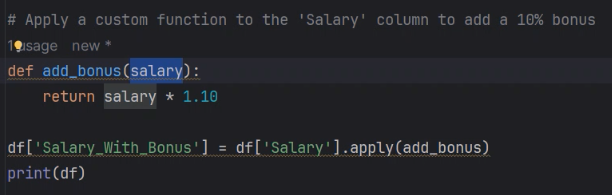 # Apply a custom function to the 'Salary' column to add a 10% bonus
1 usage new *
def add_bonus(salary):
    return salary * 1.10
df['Salary_With_Bonus'] = df['Salary'].apply(add_bonus)
print(df)